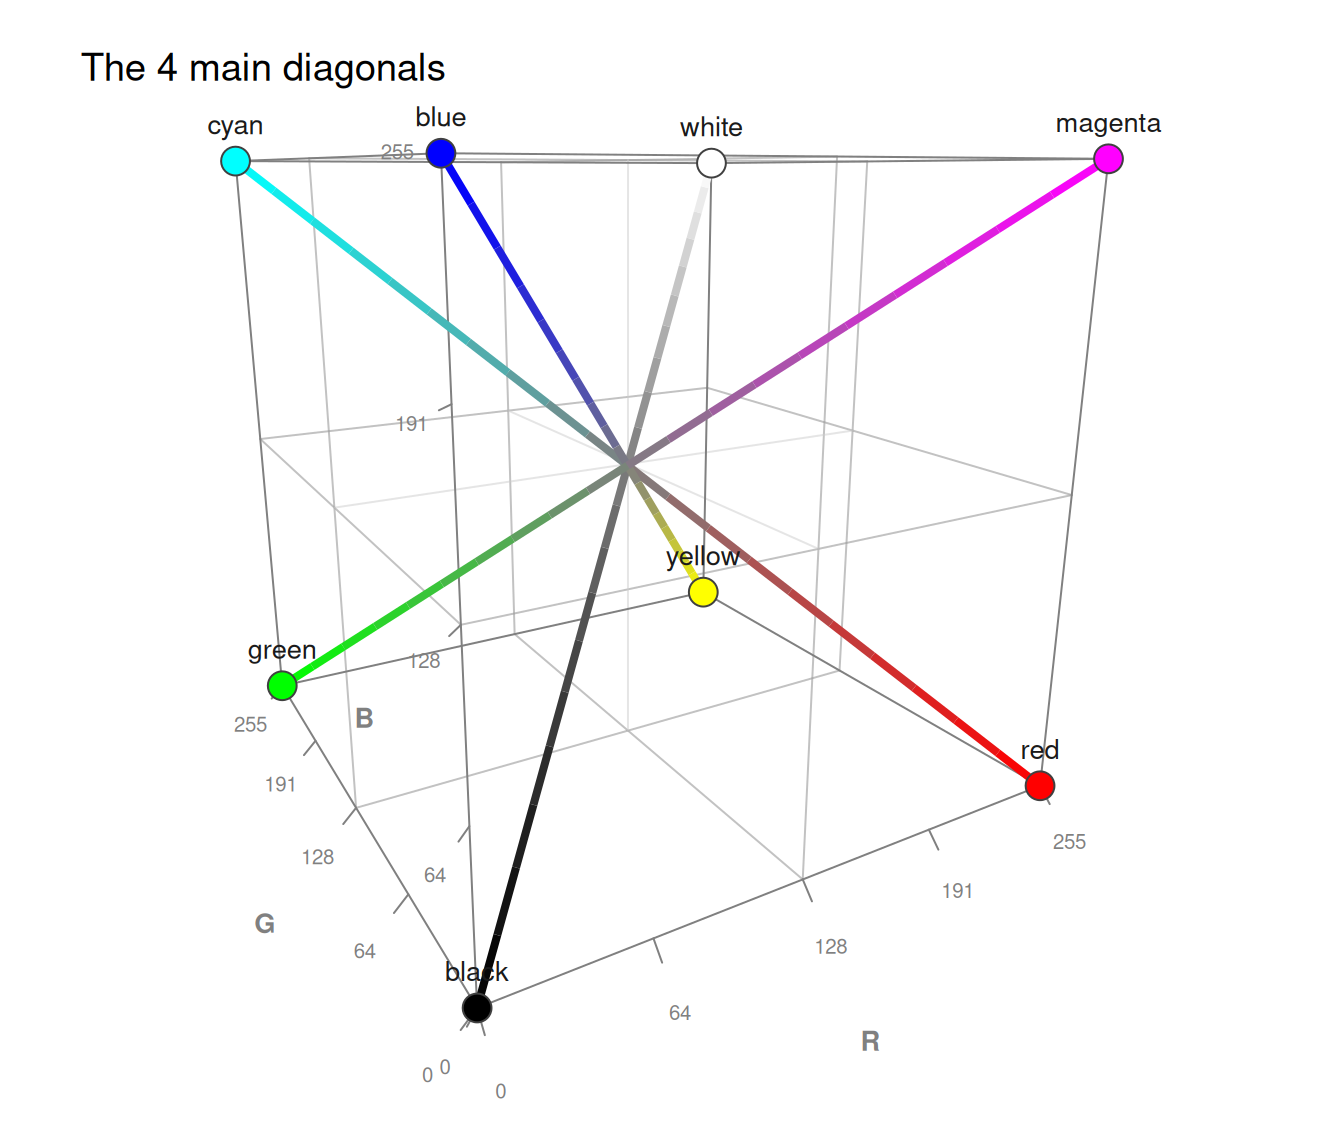 The 4 main diagonals
cyan
blue
white
magenta
255
191
yellow
green
128
255
B
red
191
255
128
64
191
G
64
128
black
64
R
0
0
0